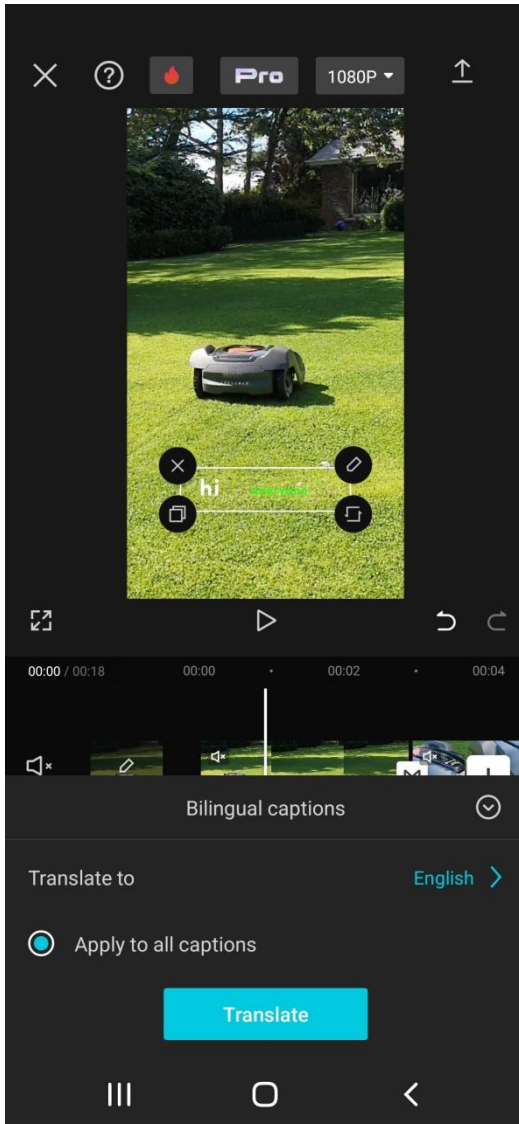 Pro
1080P
hi
00:00 / 00:18
00:00
00:02
00:04
Bilingual captions
Translate to
English
Apply to all captions
Translate